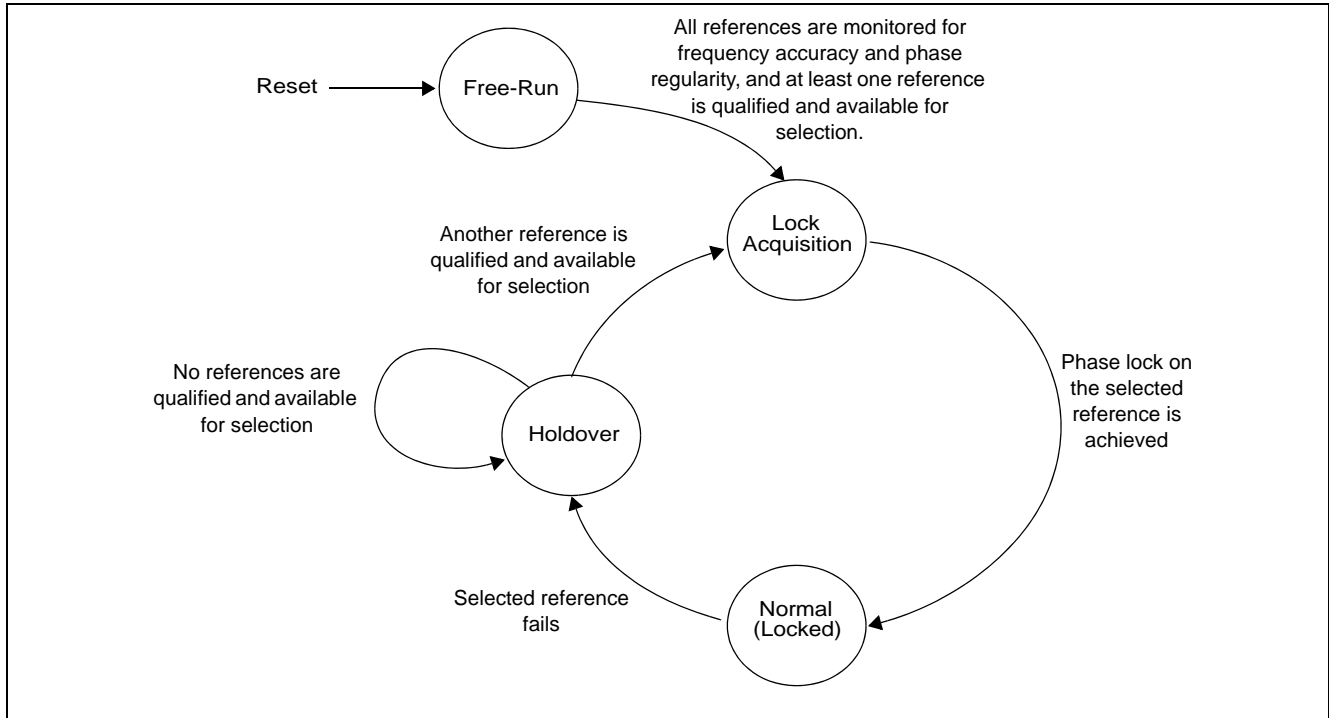 All references are monitored for
frequency accuracy and phase
regularity, and at least one reference
is qualified and available for
selection.
Reset
Free-Run
Lock
Acquisition
Another reference is
qualified and available
for selection
No references are
qualified and available
for selection
Holdover
Phase lock on
the selected
reference is
achieved
Selected reference
fails
Normal
(Locked)